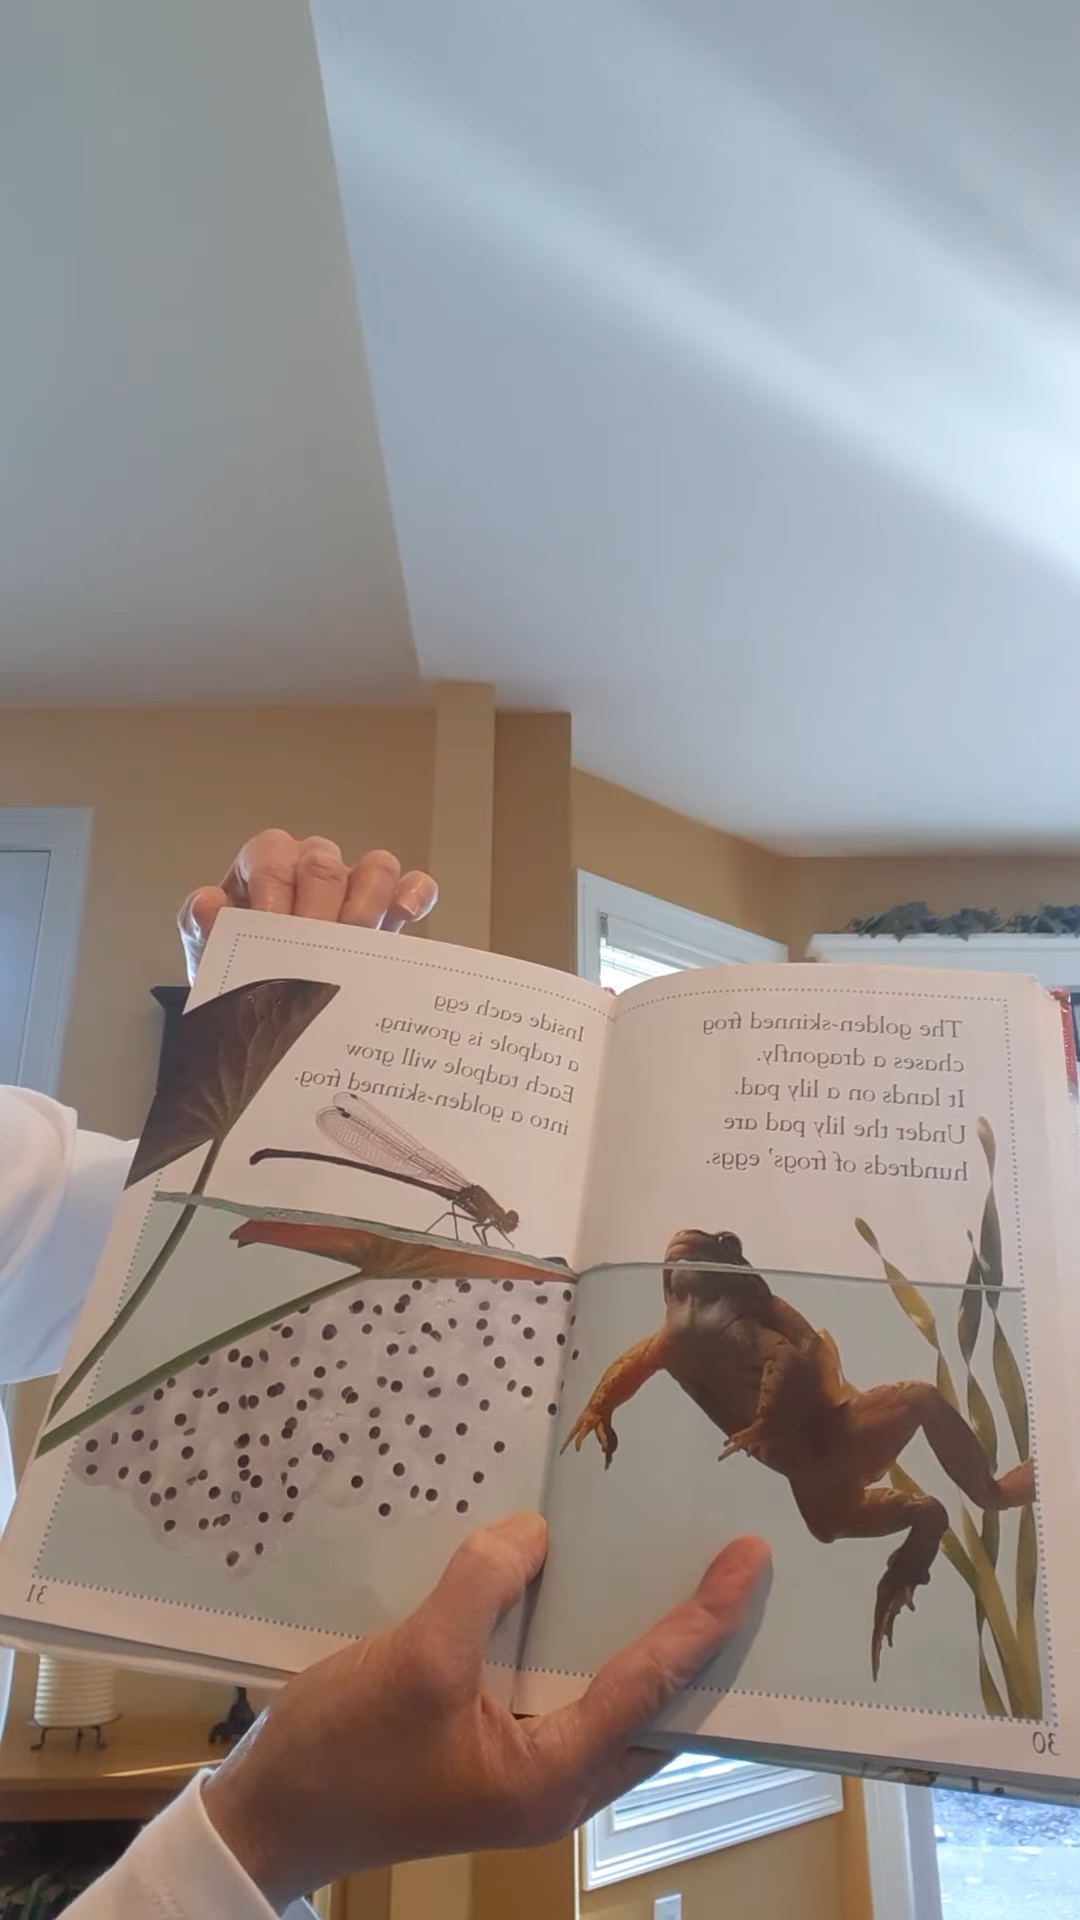 The golden-skinned frog
chases a dragonfly.
It lands on a lily pad.
Under the lily pad are
hundreds of frogs' eggs.
30
Inside each egg
a tadpole is growing.
Each tadpole will grow
into a golden-skinned frog.
31